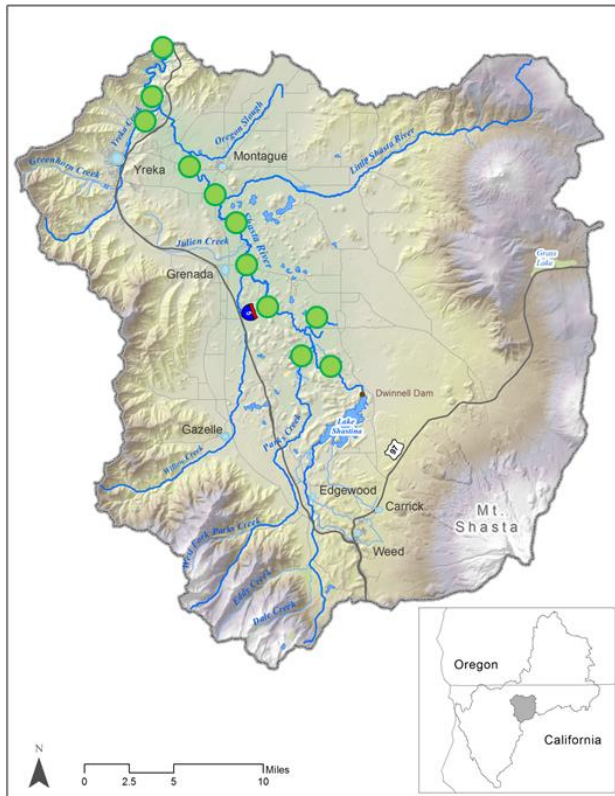 Yreka Creek
Oregon Slough
Little Shasta River
Greenhorn Creek
Yreka
Montague
Shasta River
Julien Creek
Grenada
Grass
Lake
5
Dwinnell Dam
Lake
Shastina
Gazelle
Parks Creek
97
Willow Creek
Edgewood
Carrick
Mt.
Shasta
West Fork Parks Creek
Weed
Eddy Creek
Dale Creek
Oregon
California
N
Miles
0 2.5 5 10